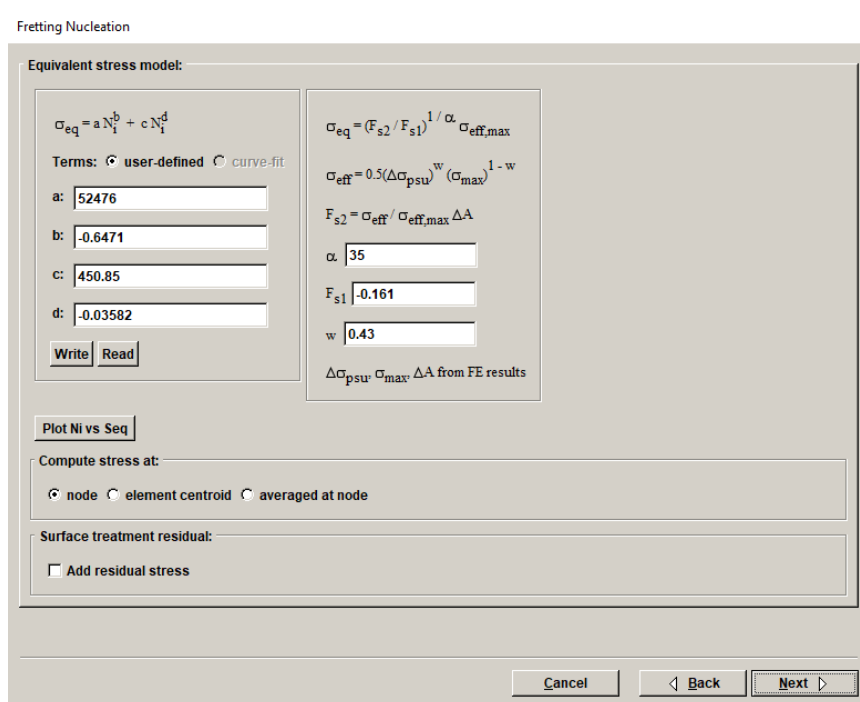 Fretting Nucleation
Equivalent stress model:
σeq = a Ni^b + c Ni^d
Terms: user-defined curve-fit
a: 52476
b: -0.6471
c: 450.85
d: -0.03582
Write Read
σeq = (Fs2 / Fs1)^1 / α σeff,max
σeff = 0.5(Δσpsu)^w (σmax)^1 - w
Fs2 = σeff / σeff,max ΔA
α 35
Fs1 -0.161
w 0.43
Δσpsu, σmax, ΔA from FE results
Plot Ni vs Seq
Compute stress at:
node element centroid averaged at node
Surface treatment residual:
Add residual stress
Cancel Back Next